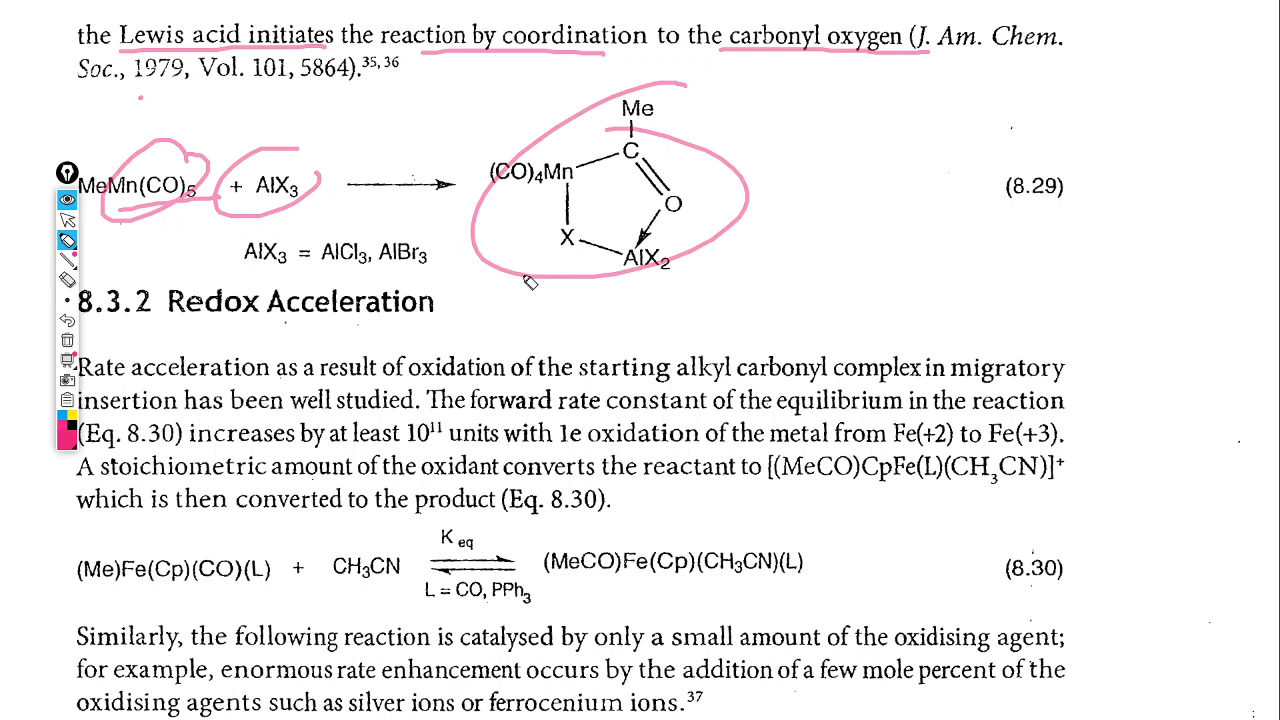 the Lewis acid initiates the reaction by coordination to the carbonyl oxygen (J. Am. Chem.
Soc., 1979, Vol. 101, 5864).³⁵,³⁶
Me
C
(CO)₄Mn
MeMn(CO)₅ + AlX₃
(8.29)
O
X
AlX₂
AlX₃ = AlCl₃, AlBr₃
8.3.2 Redox Acceleration
Rate acceleration as a result of oxidation of the starting alkyl carbonyl complex in migratory
insertion has been well studied. The forward rate constant of the equilibrium in the reaction
(Eq. 8.30) increases by at least 10¹¹ units with 1e oxidation of the metal from Fe(+2) to Fe(+3).
A stoichiometric amount of the oxidant converts the reactant to [(MeCO)CpFe(L)(CH₃CN)]⁺
which is then converted to the product (Eq. 8.30).
K eq
(Me)Fe(Cp)(CO)(L) + CH₃CN ⇌ (MeCO)Fe(Cp)(CH₃CN)(L) (8.30)
L = CO, PPh₃
Similarly, the following reaction is catalysed by only a small amount of the oxidising agent;
for example, enormous rate enhancement occurs by the addition of a few mole percent of the
oxidising agents such as silver ions or ferrocenium ions.³⁷